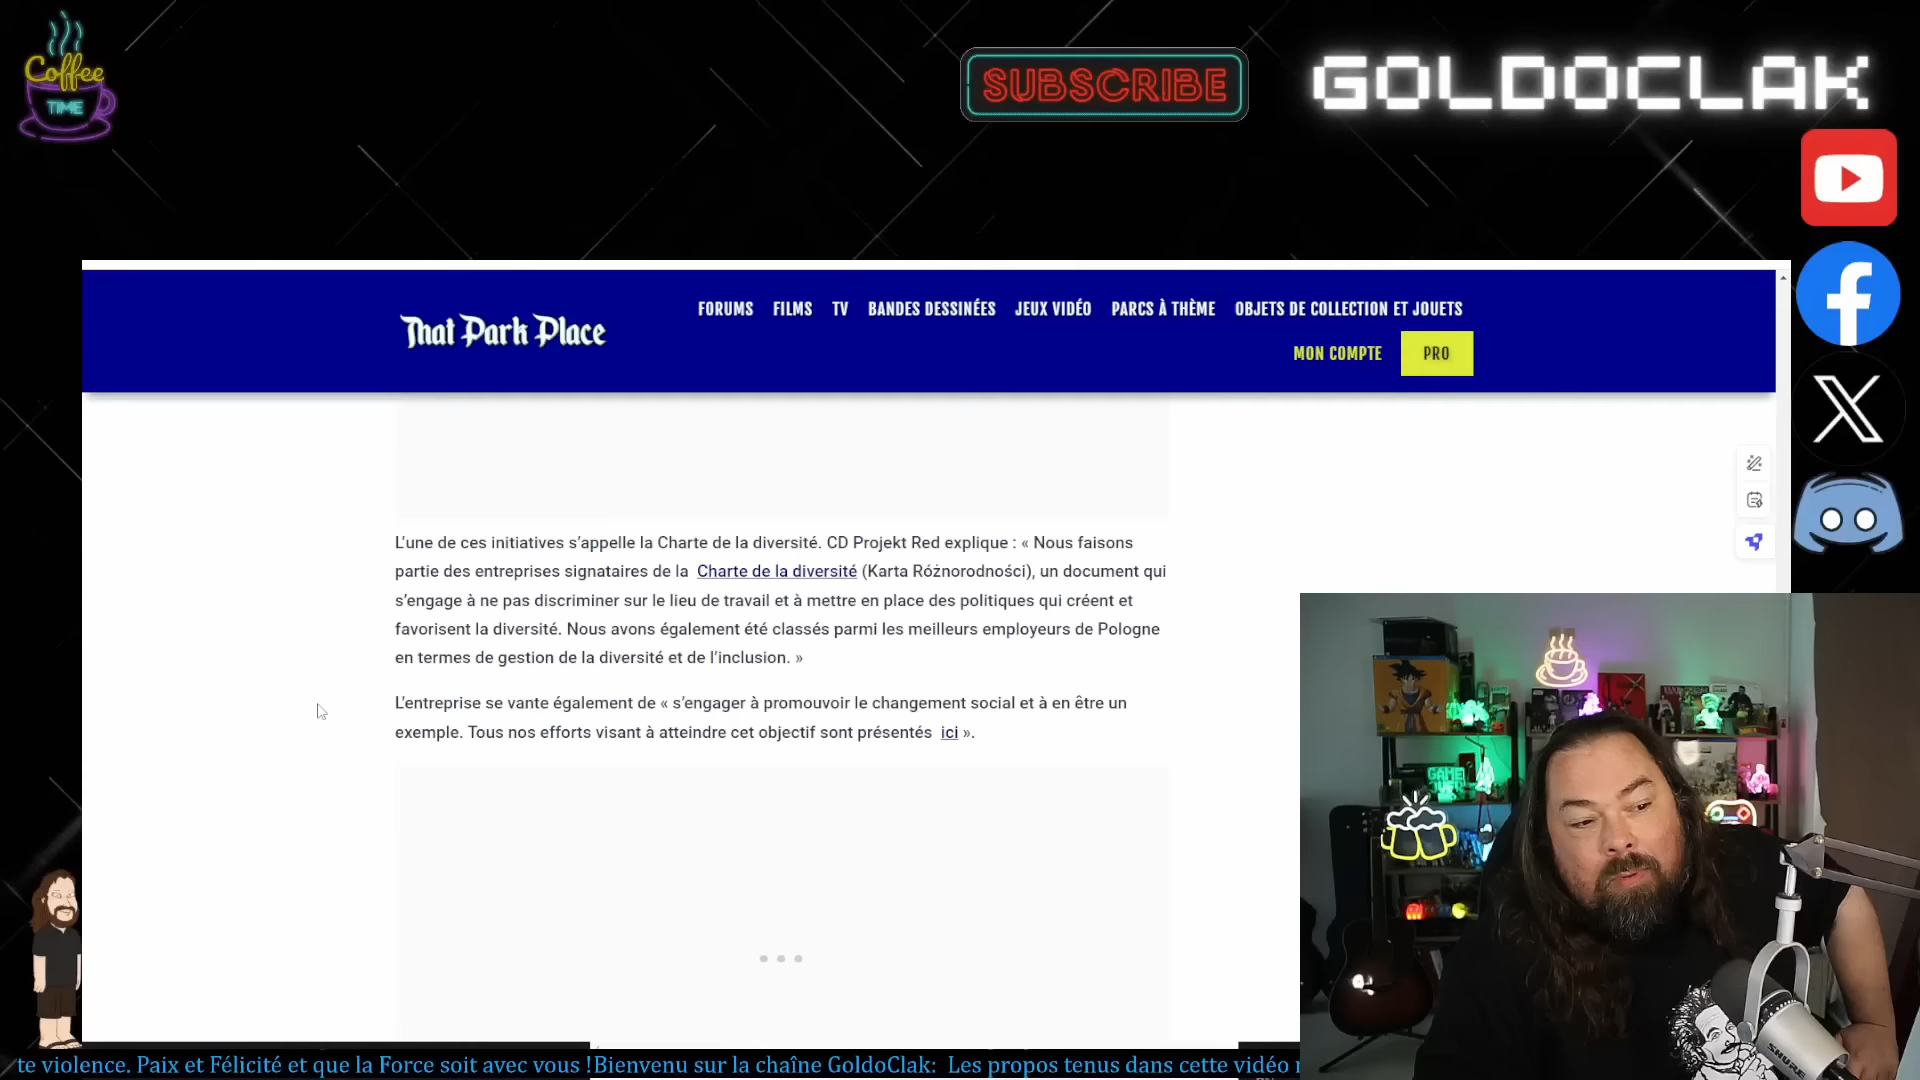 Coffee
TIME
SUBSCRIBE
GOLDOCLAK
That Park Place
FORUMS FILMS TV BANDES DESSINÉES JEUX VIDÉO PARCS À THÈME OBJETS DE COLLECTION ET JOUETS
MON COMPTE PRO
L’une de ces initiatives s’appelle la Charte de la diversité. CD Projekt Red explique : « Nous faisons
partie des entreprises signataires de la Charte de la diversité (Karta Różnorodności), un document qui
s’engage à ne pas discriminer sur le lieu de travail et à mettre en place des politiques qui créent et
favorisent la diversité. Nous avons également été classés parmi les meilleurs employeurs de Pologne
en termes de gestion de la diversité et de l’inclusion. »
L’entreprise se vante également de « s’engager à promouvoir le changement social et à en être un
exemple. Tous nos efforts visant à atteindre cet objectif sont présentés ici ».
GAME
SHURE
te violence. Paix et Félicité et que la Force soit avec vous !Bienvenu sur la chaîne GoldoClak: Les propos tenus dans cette vidéo